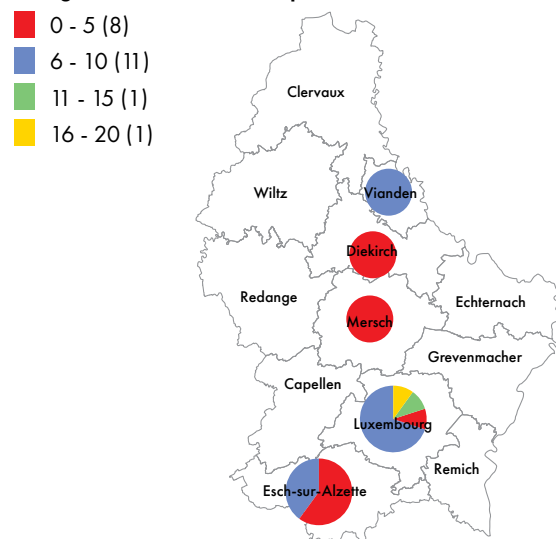 0 - 5 (8)
6 - 10 (11)
11 - 15 (1)
16 - 20 (1)
Clervaux
Wiltz
Vianden
Diekirch
Redange
Echternach
Mersch
Grevenmacher
Capellen
Luxembourg
Remich
Esch-sur-Alzette